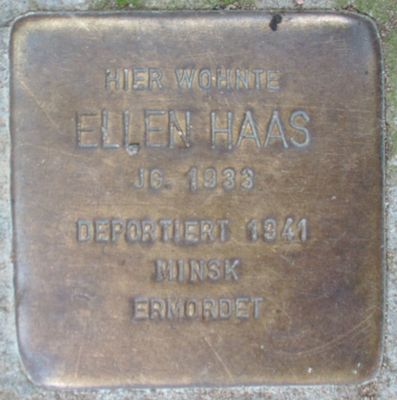 HIER WOHNTE
ELLEN HAAS
JG. 1933
DEPORTIERT 1941
MINSK
ERMORDET